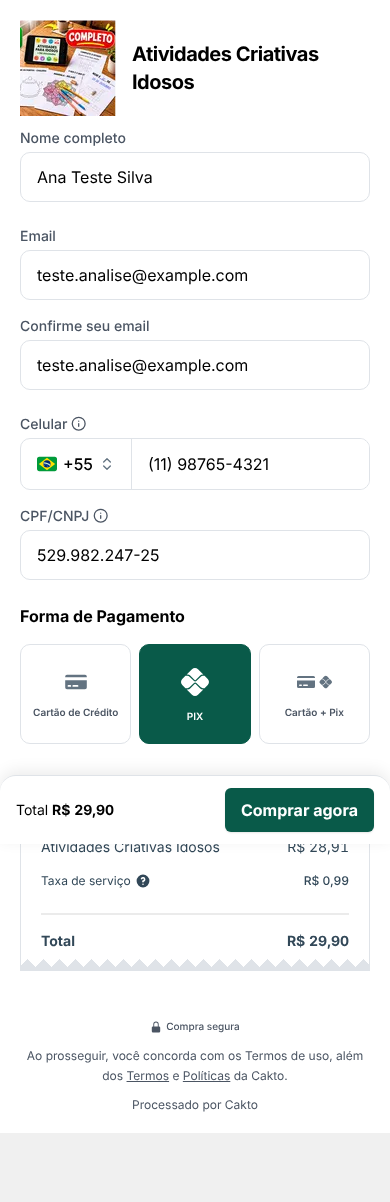 COMPLETO
ATIVIDADES
PARA IDOSOS
Atividades Criativas
Idosos
Nome completo
Ana Teste Silva
Email
teste.analise@example.com
Confirme seu email
teste.analise@example.com
Celular
+55
(11) 98765-4321
CPF/CNPJ
529.982.247-25
Forma de Pagamento
Cartão de Crédito
PIX
Cartão + Pix
Total R$ 29,90
Comprar agora
Atividades Criativas Idosos R$ 28,91
Taxa de serviço R$ 0,99
Total R$ 29,90
Compra segura
Ao prosseguir, você concorda com os Termos de uso, além
dos Termos e Políticas da Cakto.
Processado por Cakto